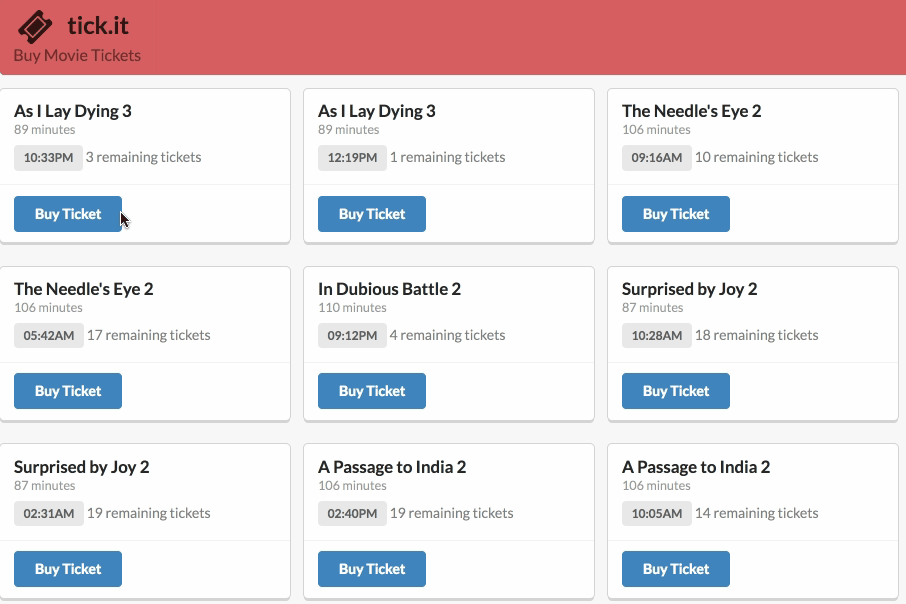 tick.it
Buy Movie Tickets
As I Lay Dying 3
89 minutes
10:33PM 3 remaining tickets
Buy Ticket
As I Lay Dying 3
89 minutes
12:19PM 1 remaining tickets
Buy Ticket
The Needle's Eye 2
106 minutes
09:16AM 10 remaining tickets
Buy Ticket
The Needle's Eye 2
106 minutes
05:42AM 17 remaining tickets
Buy Ticket
In Dubious Battle 2
110 minutes
09:12PM 4 remaining tickets
Buy Ticket
Surprised by Joy 2
87 minutes
10:28AM 18 remaining tickets
Buy Ticket
Surprised by Joy 2
87 minutes
02:31AM 19 remaining tickets
Buy Ticket
A Passage to India 2
106 minutes
02:40PM 19 remaining tickets
Buy Ticket
A Passage to India 2
106 minutes
10:05AM 14 remaining tickets
Buy Ticket